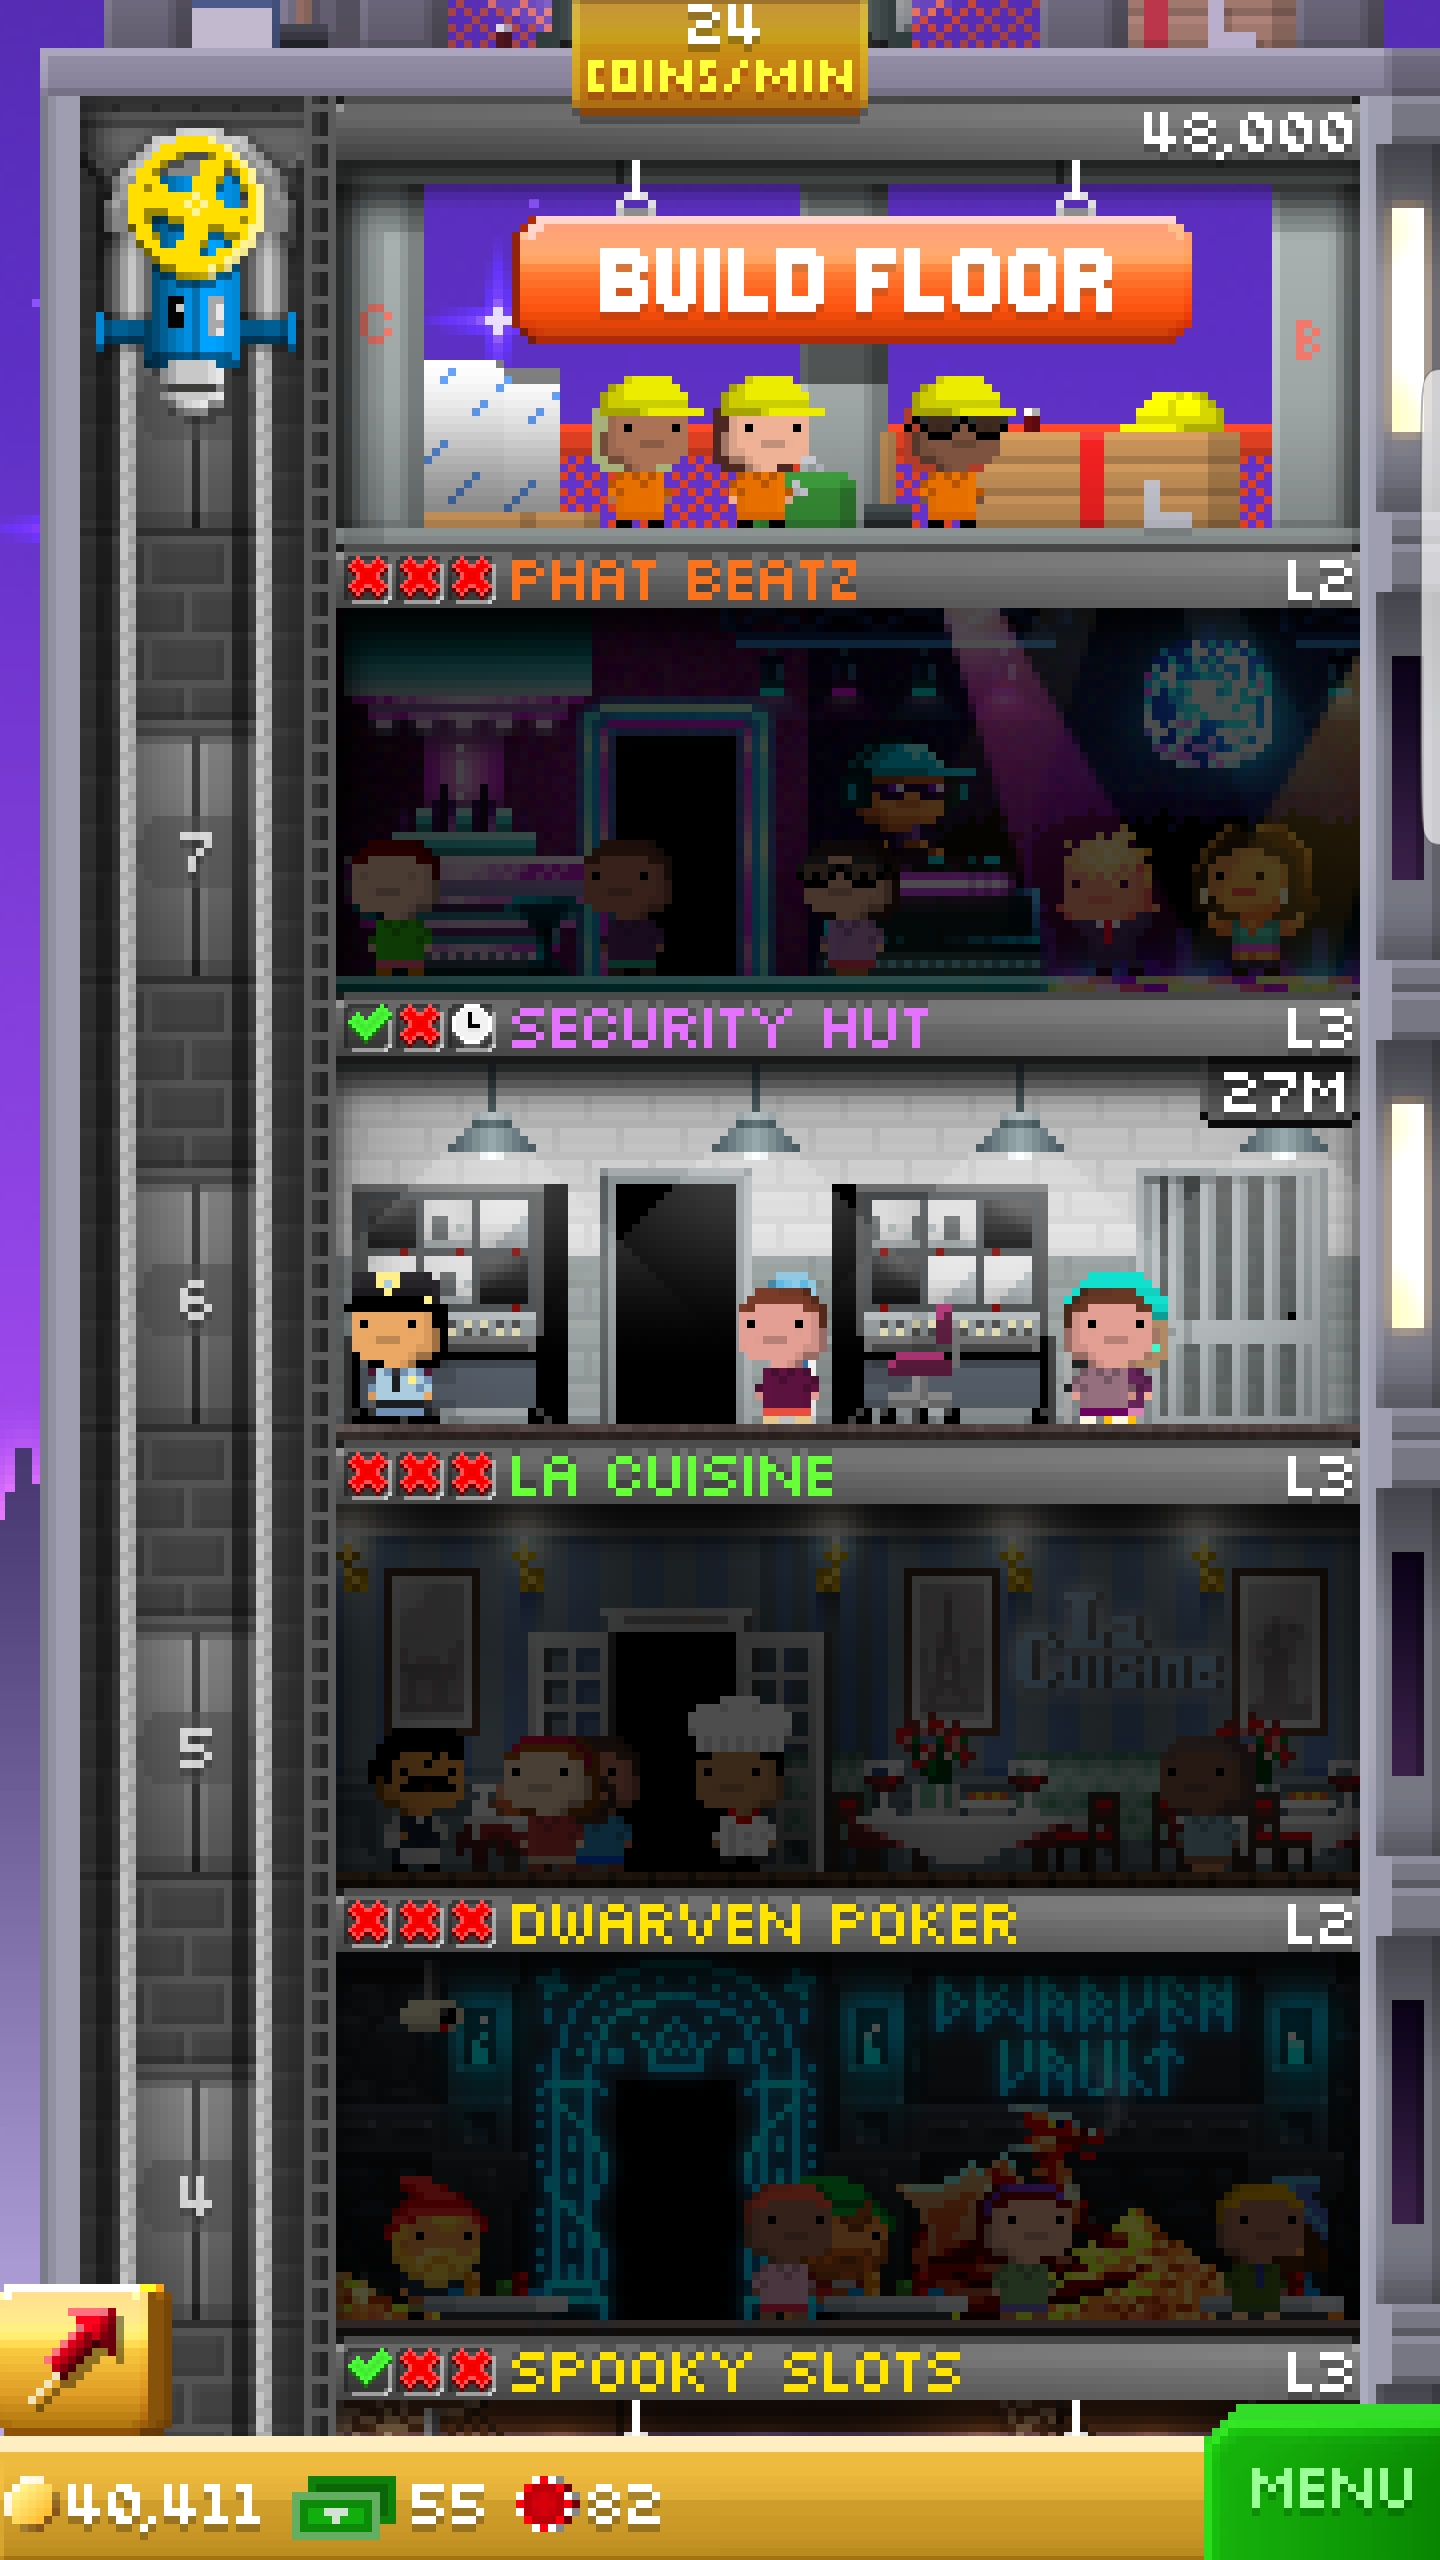 24
COINS/MIN
48,000
BUILD FLOOR
C
B
PHAT BEATZ L2
7
SECURITY HUT L3
27M
6
LA CUISINE L3
La
Cuisine
5
DWARVEN POKER L2
DWARVEN
VAULT
4
SPOOKY SLOTS L3
40,411 55 82
MENU